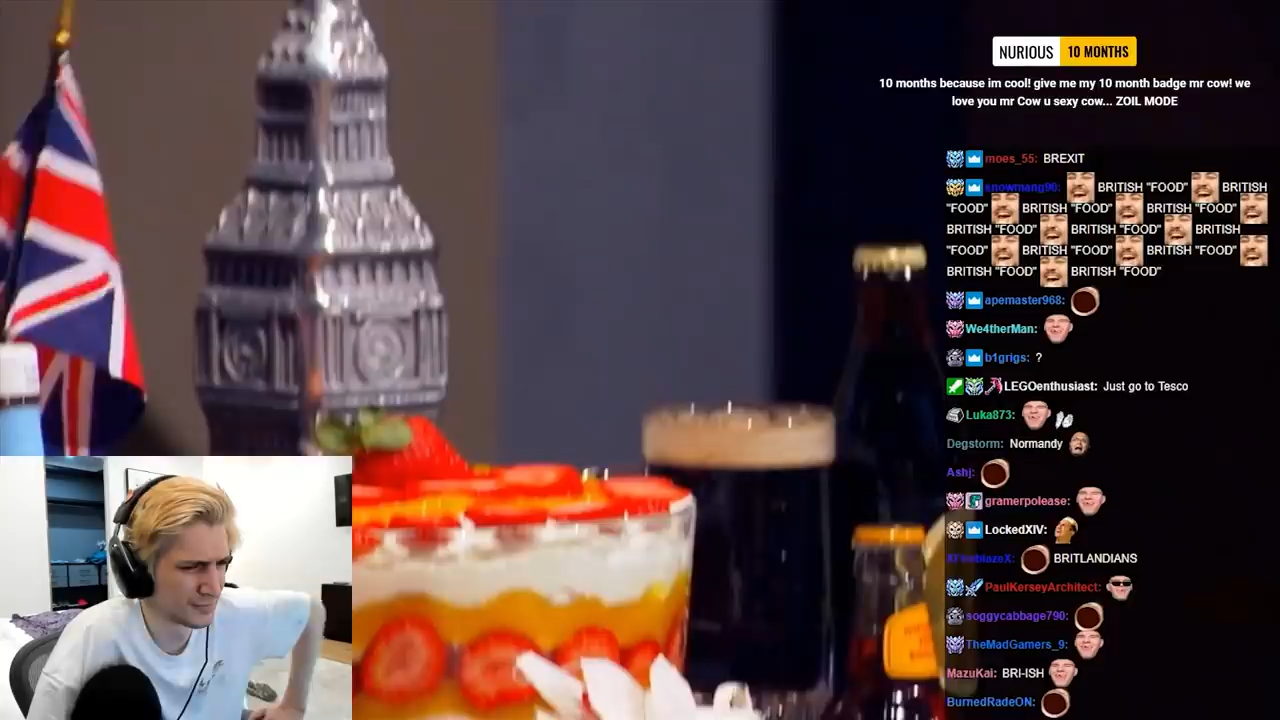 NURIOUS 10 MONTHS
10 months because im cool! give me my 10 month badge mr cow! we
love you mr Cow u sexy cow... ZOIL MODE
moes_55: BREXIT
snowmang90: BRITISH "FOOD" BRITISH
"FOOD" BRITISH "FOOD" BRITISH "FOOD"
BRITISH "FOOD" BRITISH "FOOD" BRITISH
"FOOD" BRITISH "FOOD" BRITISH "FOOD"
BRITISH "FOOD" BRITISH "FOOD"
apemaster968:
We4therMan:
b1grigs: ?
LEGOenthusiast: Just go to Tesco
Luka873:
Degstorm: Normandy
Ashj:
gramerpolease:
LockedXIV:
BRITLANDIANS
PaulKerseyArchitect:
soggycabbage790:
TheMadGamers_9:
MazuKai: BRI-ISH
BurnedRadeON: